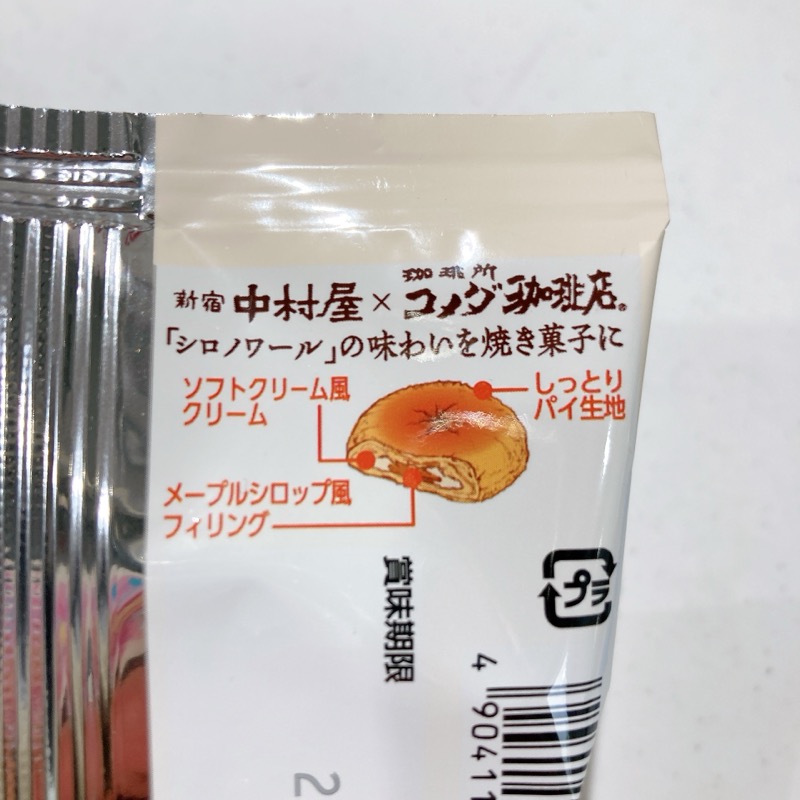 珈琲所
新宿 中村屋×コメダ珈琲店®
「シロノワール」の味わいを焼き菓子に
ソフトクリーム風
クリーム
しっとり
パイ生地
メープルシロップ風
フィリング
賞味期限
プラ
4 90411
2